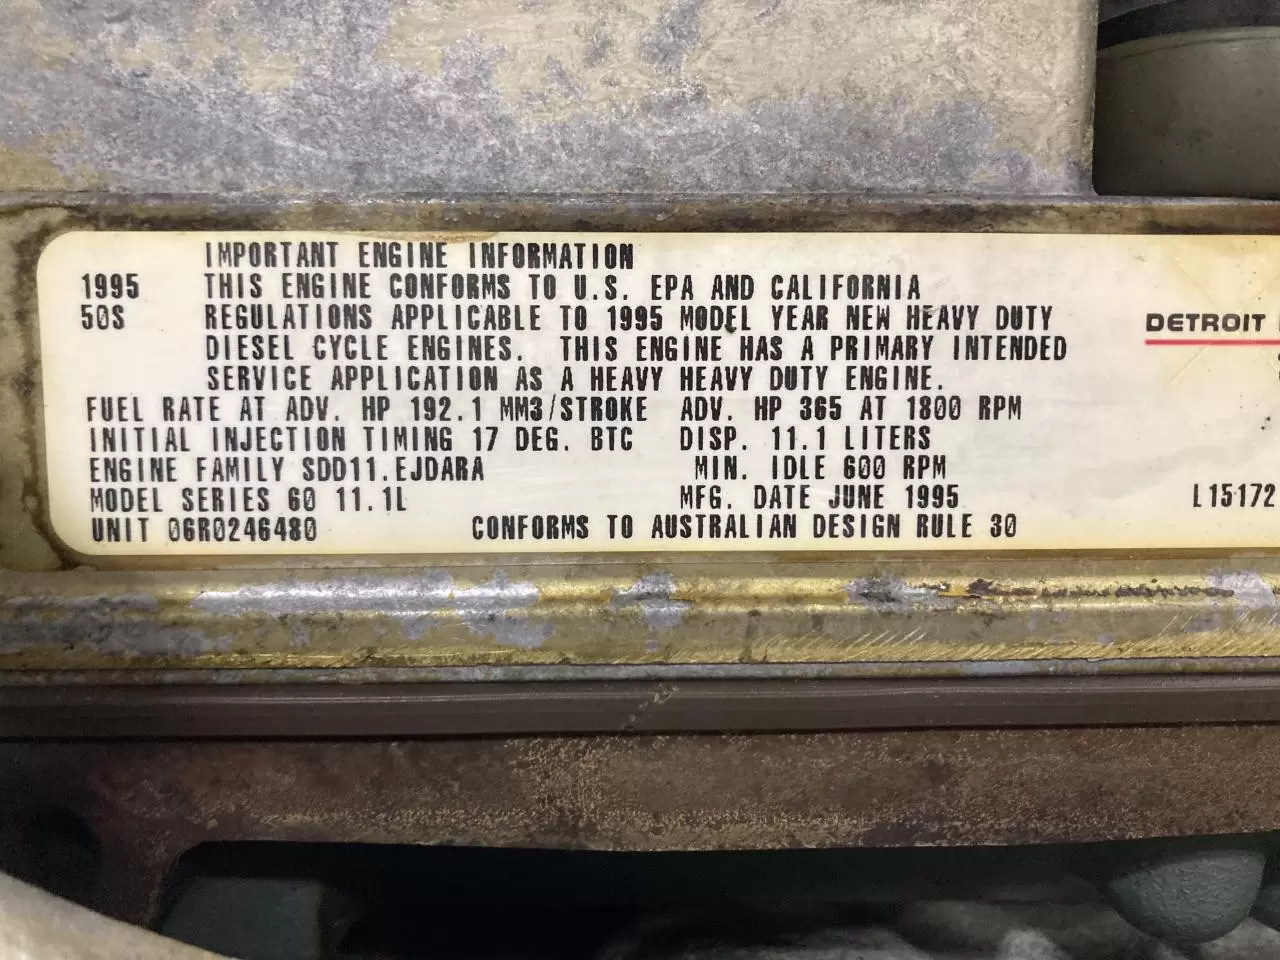 IMPORTANT ENGINE INFORMATION
1995 THIS ENGINE CONFORMS TO U.S. EPA AND CALIFORNIA
50S REGULATIONS APPLICABLE TO 1995 MODEL YEAR NEW HEAVY DUTY
DIESEL CYCLE ENGINES. THIS ENGINE HAS A PRIMARY INTENDED
SERVICE APPLICATION AS A HEAVY HEAVY DUTY ENGINE.
FUEL RATE AT ADV. HP 192.1 MM3/STROKE ADV. HP 365 AT 1800 RPM
INITIAL INJECTION TIMING 17 DEG. BTC DISP. 11.1 LITERS
ENGINE FAMILY SDD11.EJDARA MIN. IDLE 600 RPM
MODEL SERIES 60 11.1L MFG. DATE JUNE 1995
UNIT 06R0246480 CONFORMS TO AUSTRALIAN DESIGN RULE 30
DETROIT
L15172